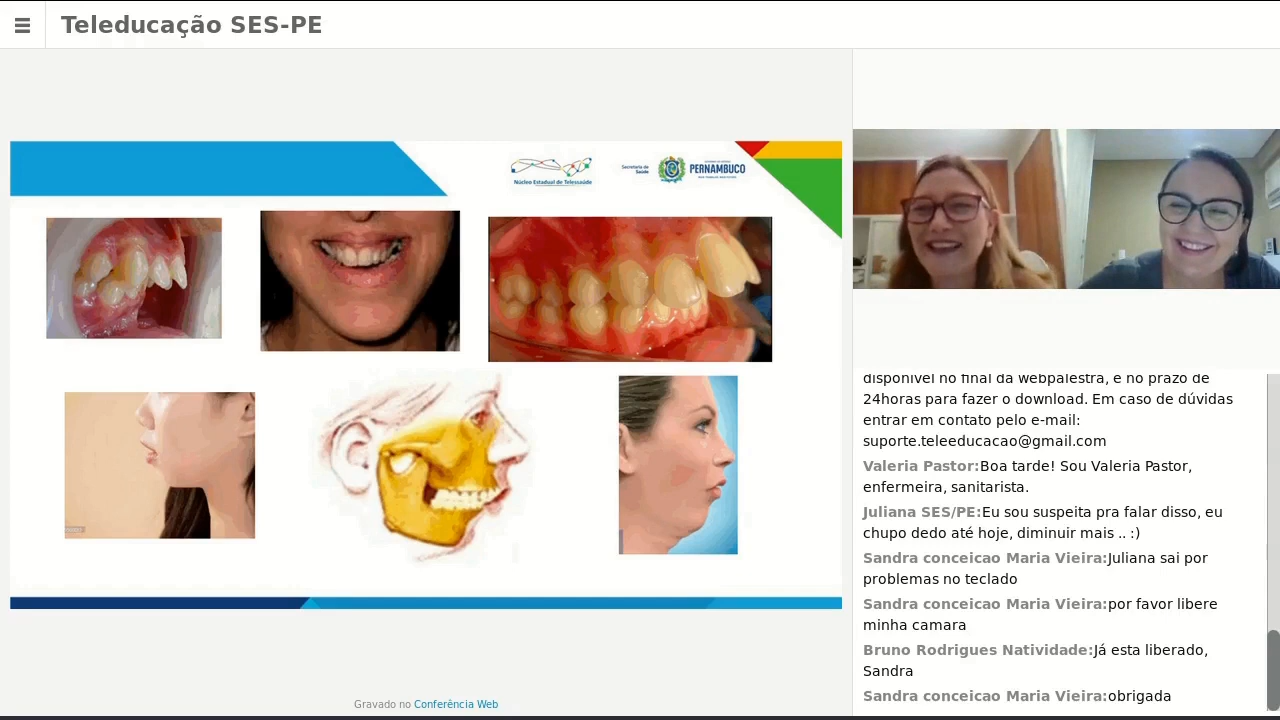 Teleducação SES-PE
Núcleo Estadual de Telessaúde
Secretaria de
Saúde
PERNAMBUCO
disponível no final da webpalestra, e no prazo de
24horas para fazer o download. Em caso de dúvidas
entrar em contato pelo e-mail:
suporte.teleeducacao@gmail.com
Valeria Pastor:Boa tarde! Sou Valeria Pastor,
enfermeira, sanitarista.
Juliana SES/PE:Eu sou suspeita pra falar disso, eu
chupo dedo até hoje, diminuir mais .. :)
Sandra conceicao Maria Vieira:Juliana sai por
problemas no teclado
Sandra conceicao Maria Vieira:por favor libere
minha camara
Bruno Rodrigues Natividade:Já esta liberado,
Sandra
Sandra conceicao Maria Vieira:obrigada
Gravado no Conferência Web